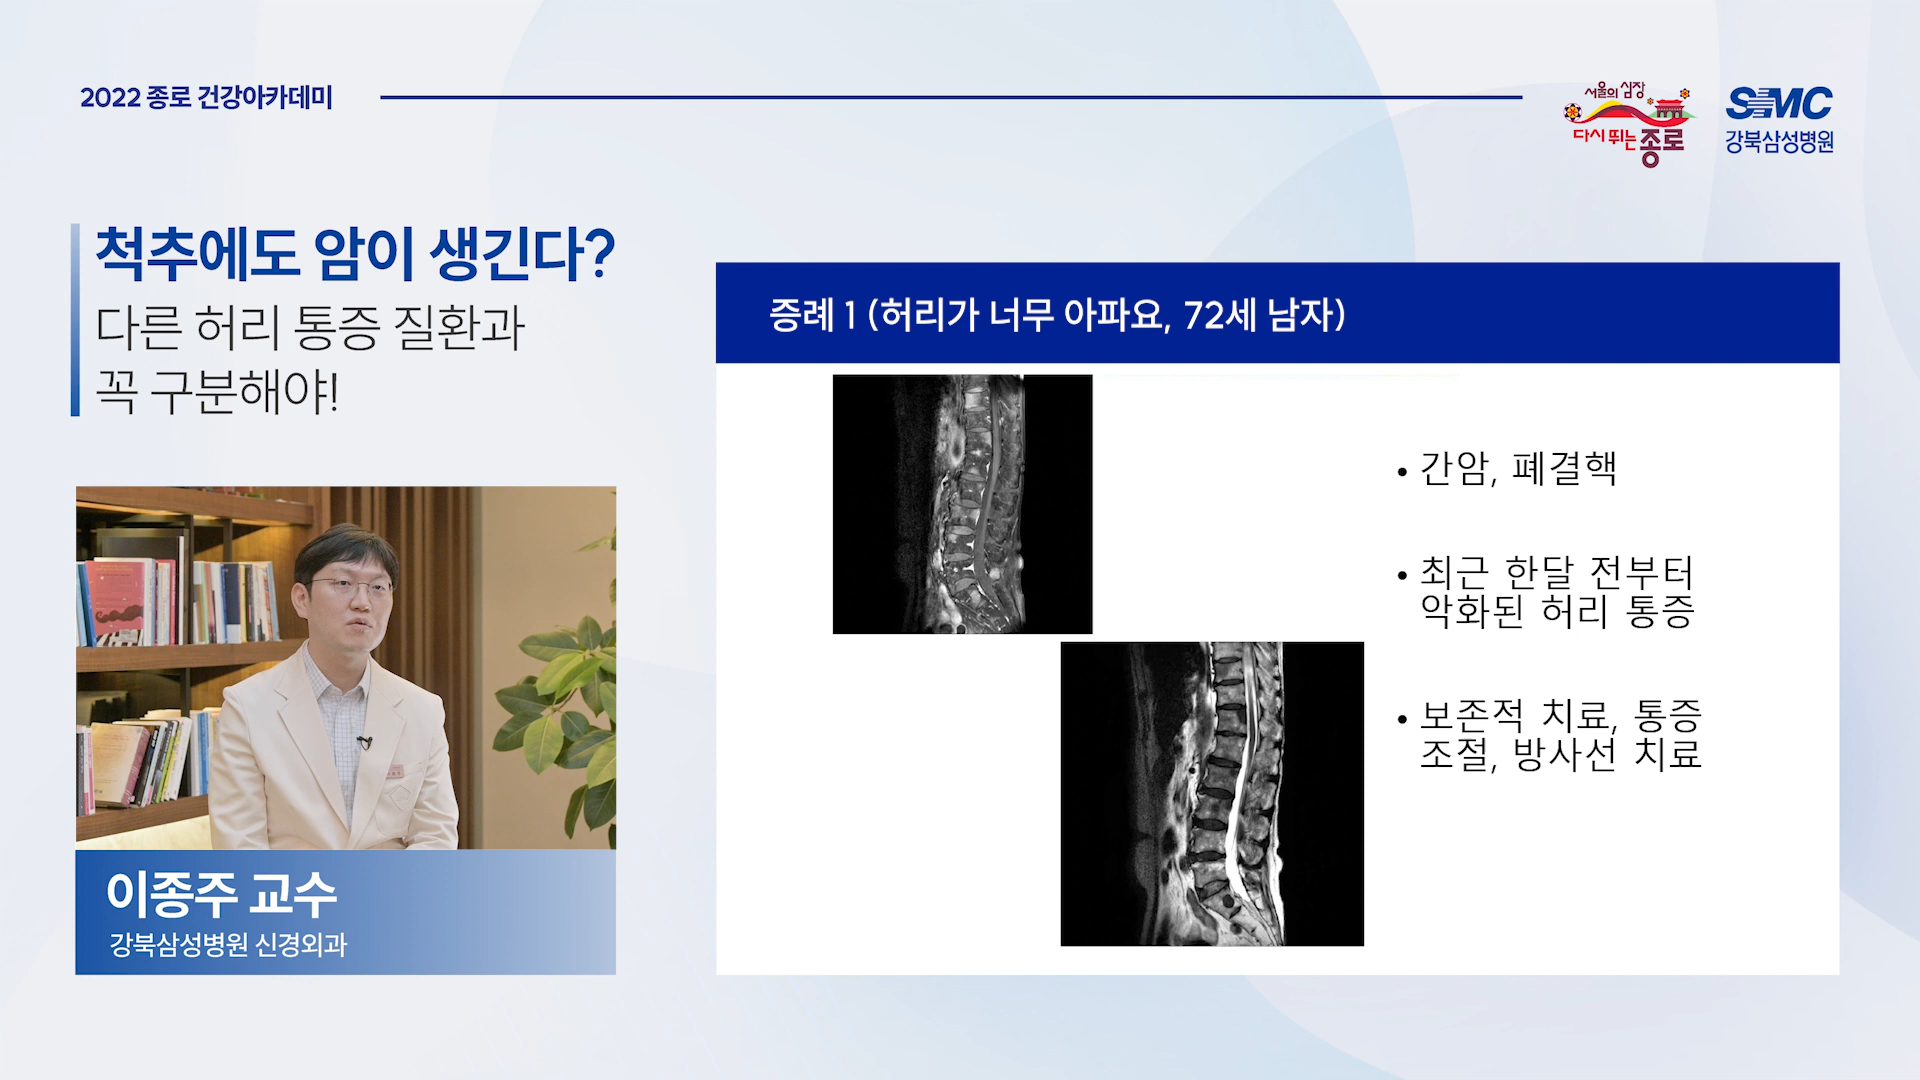 2022 종로 건강아카데미
서울의 심장
다시 뛰는 종로
SMC
강북삼성병원
척추에도 암이 생긴다?
다른 허리 통증 질환과
꼭 구분해야!
증례 1 (허리가 너무 아파요, 72세 남자)
• 간암, 폐결핵
• 최근 한달 전부터
악화된 허리 통증
• 보존적 치료, 통증
조절, 방사선 치료
이종주 교수
강북삼성병원 신경외과